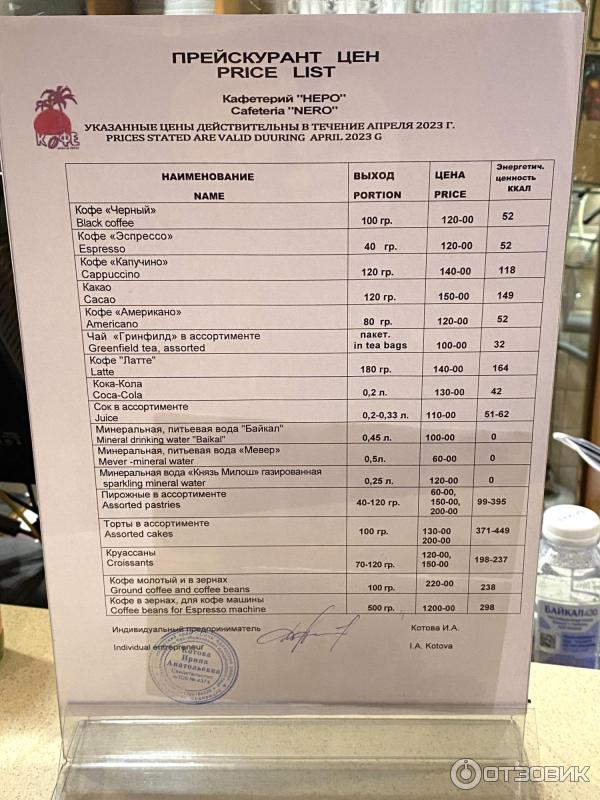 ПРЕЙСКУРАНТ ЦЕН
PRICE LIST
Кафетерий "НЕРО"
Cafeteria "NERO"
КОФЕ
УКАЗАННЫЕ ЦЕНЫ ДЕЙСТВИТЕЛЬНЫ В ТЕЧЕНИЕ АПРЕЛЯ 2023 Г.
PRICES STATED ARE VALID DUURING APRIL 2023 G
НАИМЕНОВАНИЕ ВЫХОД ЦЕНА Энергетич. ценность ККАЛ
NAME PORTION PRICE
Кофе «Черный»
Black coffee 100 гр. 120-00 52
Кофе «Эспрессо»
Espresso 40 гр. 120-00 52
Кофе «Капучино»
Cappuccino 120 гр. 140-00 118
Какао
Cacao 120 гр. 150-00 149
Кофе «Американо»
Americano 80 гр. 120-00 52
Чай «Гринфилд» в ассортименте пакет.
Greenfield tea, assorted in tea bags 100-00 32
Кофе "Латте"
Latte 180 гр. 140-00 164
Кока-Кола
Coca-Cola 0,2 л. 130-00 42
Сок в ассортименте
Juice 0,2-0,33 л. 110-00 51-62
Минеральная, питьевая вода "Байкал"
Mineral drinking water "Baikal" 0,45 л. 100-00 0
Минеральная, питьевая вода «Мевер»
Mever -mineral water 0,5л. 60-00 0
Минеральная вода «Князь Милош» газированная
sparkling mineral water 0,25 л. 120-00 0
Пирожные в ассортименте 60-00,
Assorted pastries 40-120 гр. 150-00, 99-395
200-00
Торты в ассортименте
Assorted cakes 100 гр. 130-00 371-449
200-00
Круассаны 120-00,
Croissants 70-120 гр. 150-00 198-237
Кофе молотый и в зернах
Ground coffee and coffee beans 100 гр. 220-00 238
Кофе в зернах, для кофе машины
Coffee beans for Espresso machine 500 гр. 1200-00 298
Индивидуальный предприниматель Котова И.А.
Individual entrepreneur I.A. Kotova
Котова
Ирина
Анатольевна
Свидетельство
БАЙКАЛ430
ОТЗОВИК